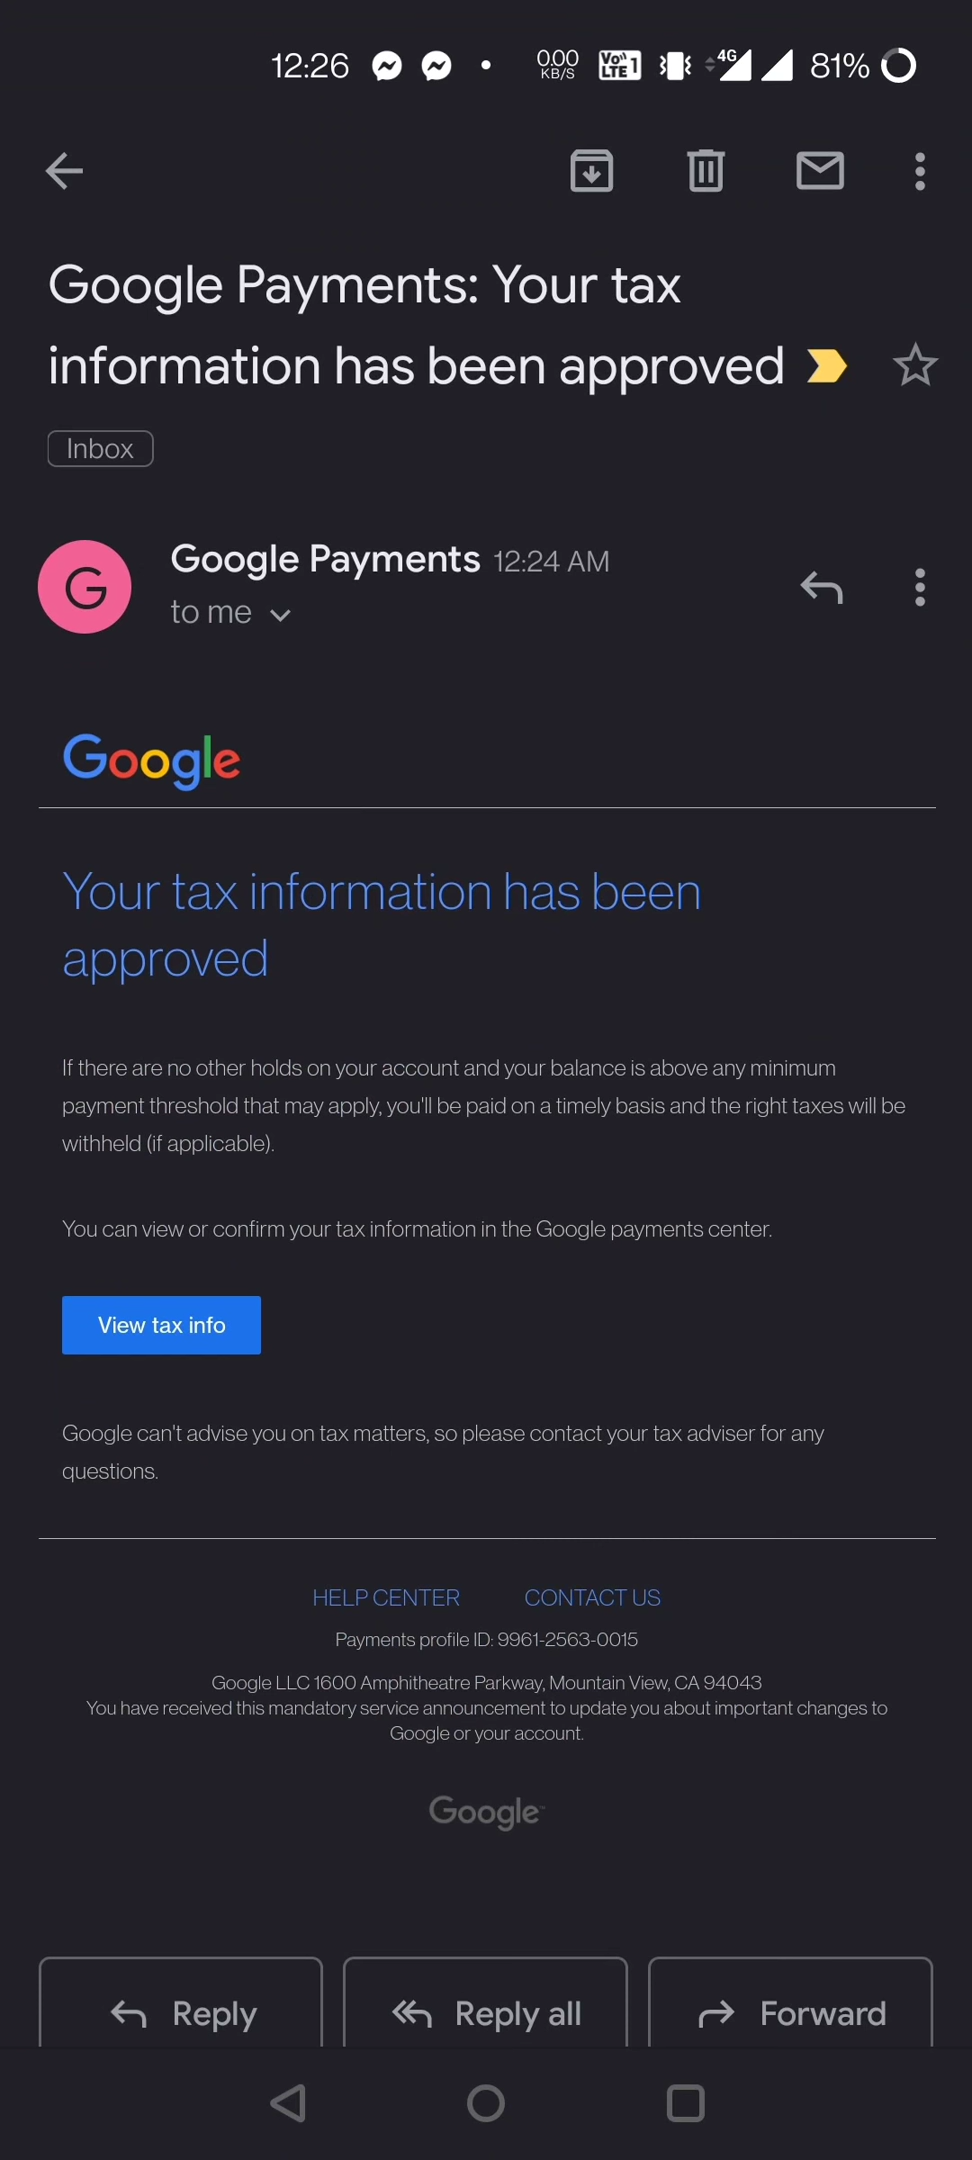 12:26 0.00 KB/S Vo 1 LTE 4G 81%
Google Payments: Your tax
information has been approved
Inbox
G
Google Payments 12:24 AM
to me
Google
Your tax information has been
approved
If there are no other holds on your account and your balance is above any minimum
payment threshold that may apply, you'll be paid on a timely basis and the right taxes will be
withheld (if applicable).
You can view or confirm your tax information in the Google payments center.
View tax info
Google can't advise you on tax matters, so please contact your tax adviser for any
questions.
HELP CENTER CONTACT US
Payments profile ID: 9961-2563-0015
Google LLC 1600 Amphitheatre Parkway, Mountain View, CA 94043
You have received this mandatory service announcement to update you about important changes to
Google or your account.
Google
Reply Reply all Forward